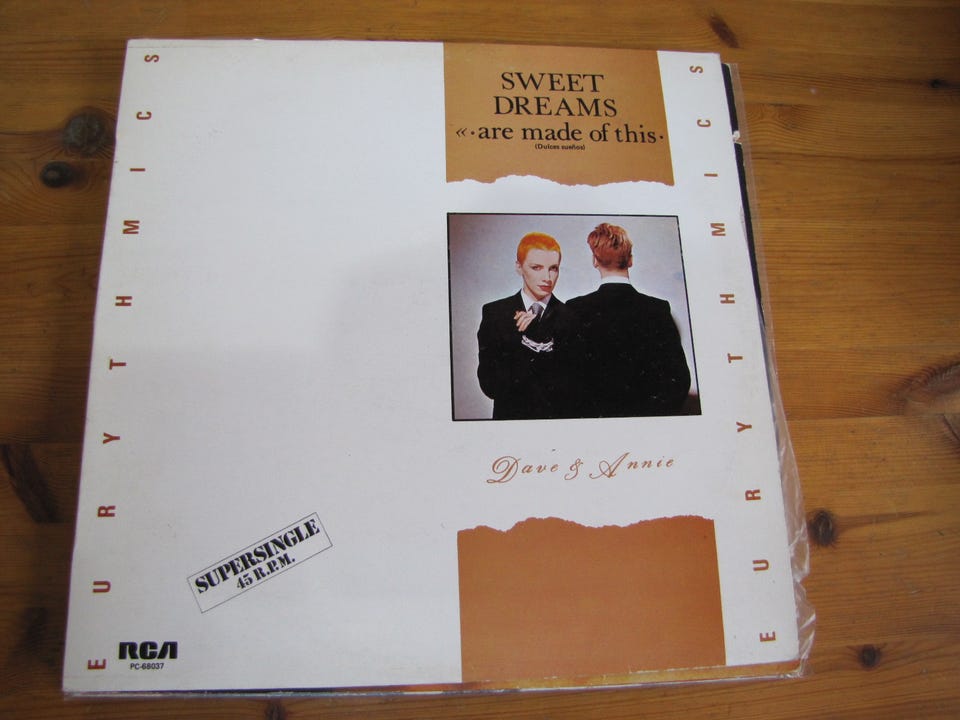 EURYTHMICS
SWEET
DREAMS
«·are made of this·
(Dulces sueños)
Dave & Annie
SUPERSINGLE
45 R.P.M.
RCA
PC-68037
EURYTHMICS